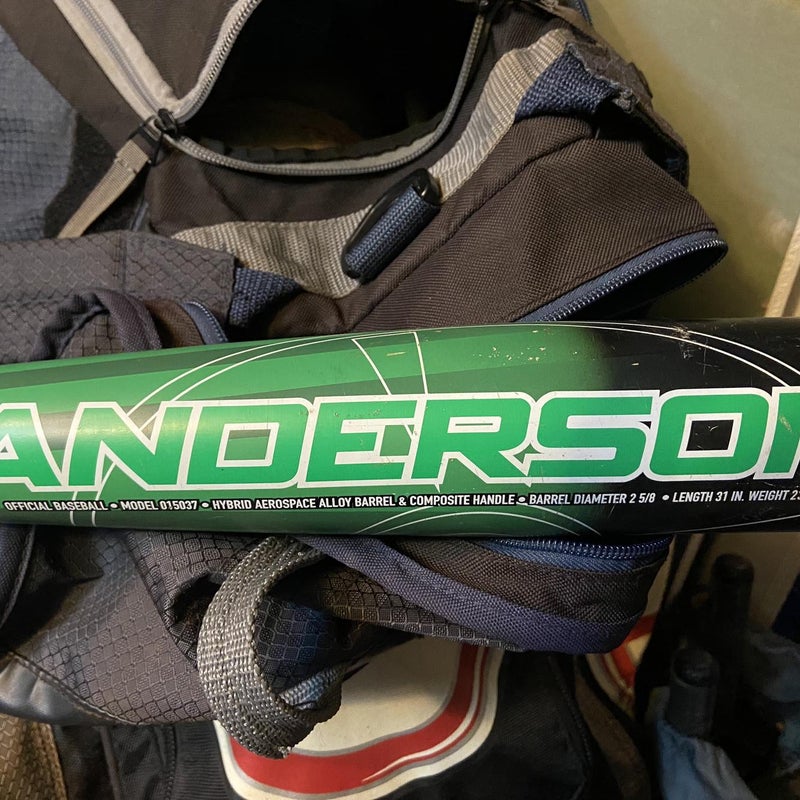 ANDERSON
OFFICIAL BASEBALL • MODEL 015037 • HYBRID AEROSPACE ALLOY BARREL & COMPOSITE HANDLE • BARREL DIAMETER 2 5/8 • LENGTH 31 IN. WEIGHT